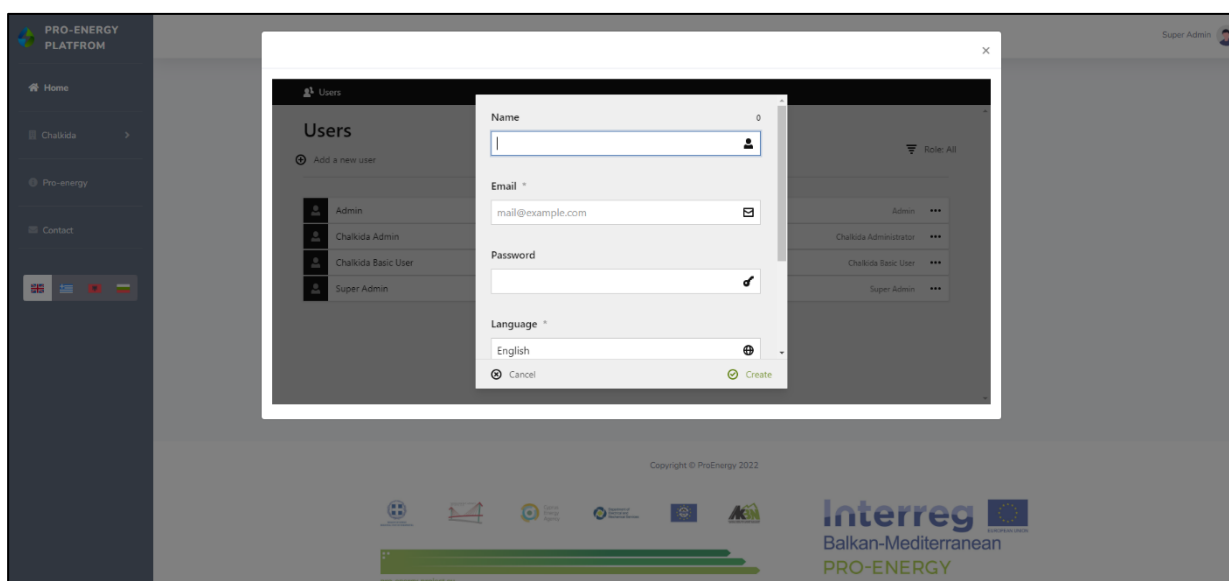 PRO-ENERGY
PLATFROM
Super Admin
×
Home
Chalkida
Pro-energy
Contact
Users
Users
Add a new user
Role: All
Admin
Admin
Chalkida Admin
Chalkida Administrator
Chalkida Basic User
Chalkida Basic User
Super Admin
Super Admin
Name
0
Email *
mail@example.com
Password
Language *
English
Cancel
Create
Copyright © ProEnergy 2022
Interreg
EUROPEAN UNION
Balkan-Mediterranean
PRO-ENERGY